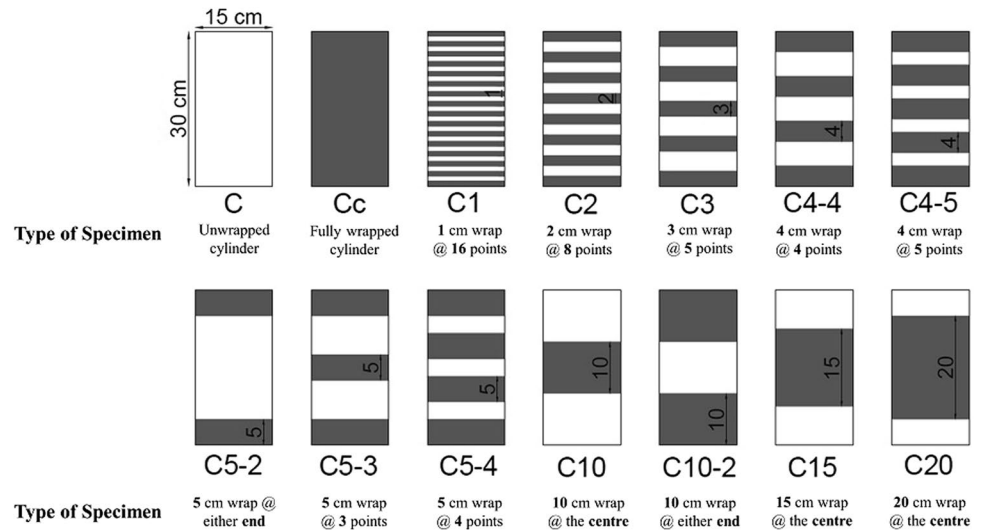 15 cm
30 cm
1
2
3
4
4
C
Cc
C1
C2
C3
C4-4
C4-5
Type of Specimen
Unwrapped
cylinder
Fully wrapped
cylinder
1 cm wrap
@ 16 points
2 cm wrap
@ 8 points
3 cm wrap
@ 5 points
4 cm wrap
@ 4 points
4 cm wrap
@ 5 points
5
5
5
10
10
15
20
C5-2
C5-3
C5-4
C10
C10-2
C15
C20
Type of Specimen
5 cm wrap @
either end
5 cm wrap
@ 3 points
5 cm wrap
@ 4 points
10 cm wrap
@ the centre
10 cm wrap
@ either end
15 cm wrap
@ the centre
20 cm wrap
@ the centre